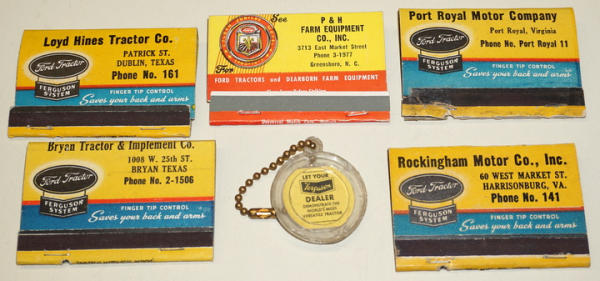 Loyd Hines Tractor Co.
PATRICK ST.
DUBLIN, TEXAS
Phone No. 161
Ford Tractor
FERGUSON
SYSTEM
FINGER TIP CONTROL
Saves your back and arms
See
P & H
FARM EQUIPMENT
CO., INC.
3713 East Market Street
Phone 3-1977
Greensboro, N. C.
For
FORD TRACTORS and DEARBORN FARM EQUIPMENT
Port Royal Motor Company
Port Royal, Virginia
Phone No. Port Royal 11
Ford Tractor
FERGUSON
SYSTEM
FINGER TIP CONTROL
Saves your back and arms
Bryan Tractor & Implement Co.
1008 W. 25th ST.
BRYAN TEXAS
Phone No. 2-1506
Ford Tractor
FERGUSON
SYSTEM
FINGER TIP CONTROL
Saves your back and arms
LET YOUR
Ferguson
DEALER
DEMONSTRATE THE
WORLD'S MOST
VERSATILE TRACTOR
Rockingham Motor Co., Inc.
60 WEST MARKET ST.
HARRISONBURG, VA.
Phone No. 141
Ford Tractor
FERGUSON
SYSTEM
FINGER TIP CONTROL
Saves your back and arms